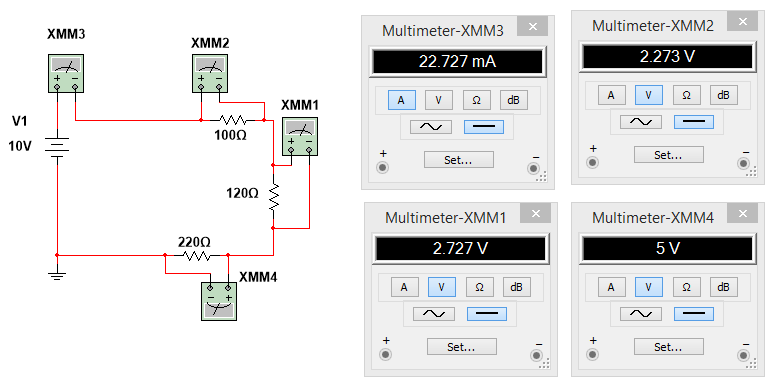 XMM3
XMM2
XMM1
V1
10V
100Ω
120Ω
220Ω
XMM4
+ −
+ −
+ −
− +
Multimeter-XMM3 ×
22.727 mA
A V Ω dB
+ Set... −
Multimeter-XMM2 ×
2.273 V
A V Ω dB
+ Set... −
Multimeter-XMM1 ×
2.727 V
A V Ω dB
+ Set... −
Multimeter-XMM4 ×
5 V
A V Ω dB
+ Set... −